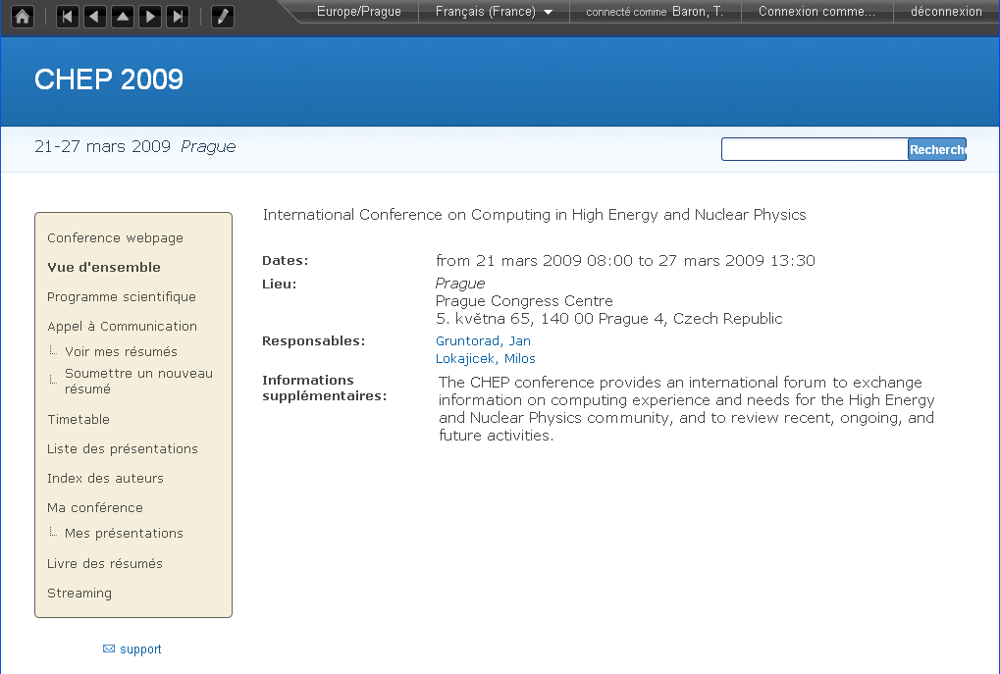 Europe/Prague
Français (France)
connecté comme Baron, T.
Connexion comme...
déconnexion
CHEP 2009
21-27 mars 2009 Prague
Recherche
Conference webpage
Vue d'ensemble
Programme scientifique
Appel à Communication
Voir mes résumés
Soumettre un nouveau
résumé
Timetable
Liste des présentations
Index des auteurs
Ma conférence
Mes présentations
Livre des résumés
Streaming
support
International Conference on Computing in High Energy and Nuclear Physics
Dates: from 21 mars 2009 08:00 to 27 mars 2009 13:30
Lieu: Prague
Prague Congress Centre
5. května 65, 140 00 Prague 4, Czech Republic
Responsables: Gruntorad, Jan
Lokajicek, Milos
Informations
supplémentaires:
The CHEP conference provides an international forum to exchange
information on computing experience and needs for the High Energy
and Nuclear Physics community, and to review recent, ongoing, and
future activities.